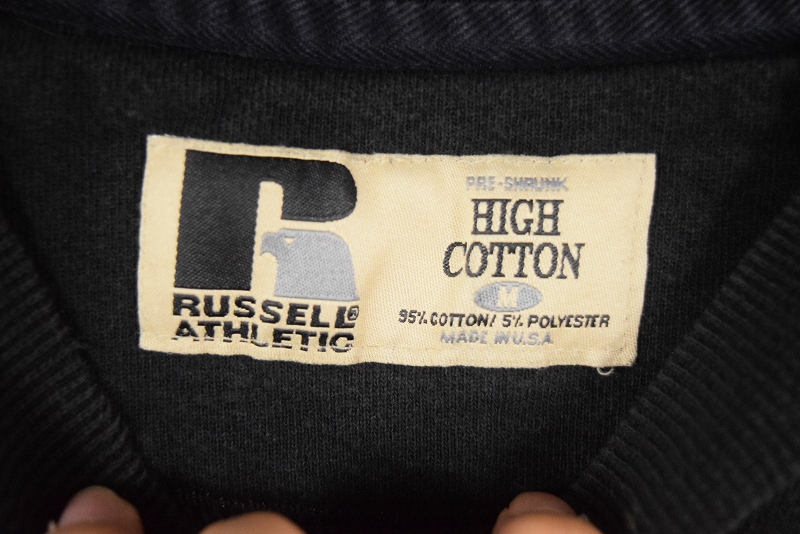 RUSSELL®
ATHLETIC
PRE-SHRUNK
HIGH
COTTON
M
95% COTTON/ 5% POLYESTER
MADE IN U.S.A.